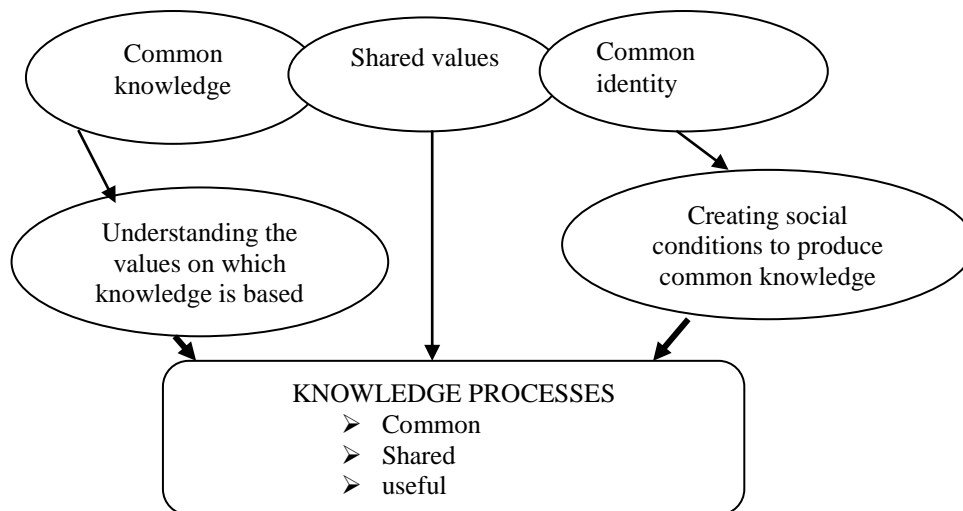 Common
knowledge
Shared values
Common
identity
Understanding the
values on which
knowledge is based
Creating social
conditions to produce
common knowledge
KNOWLEDGE PROCESSES
➢ Common
➢ Shared
➢ useful